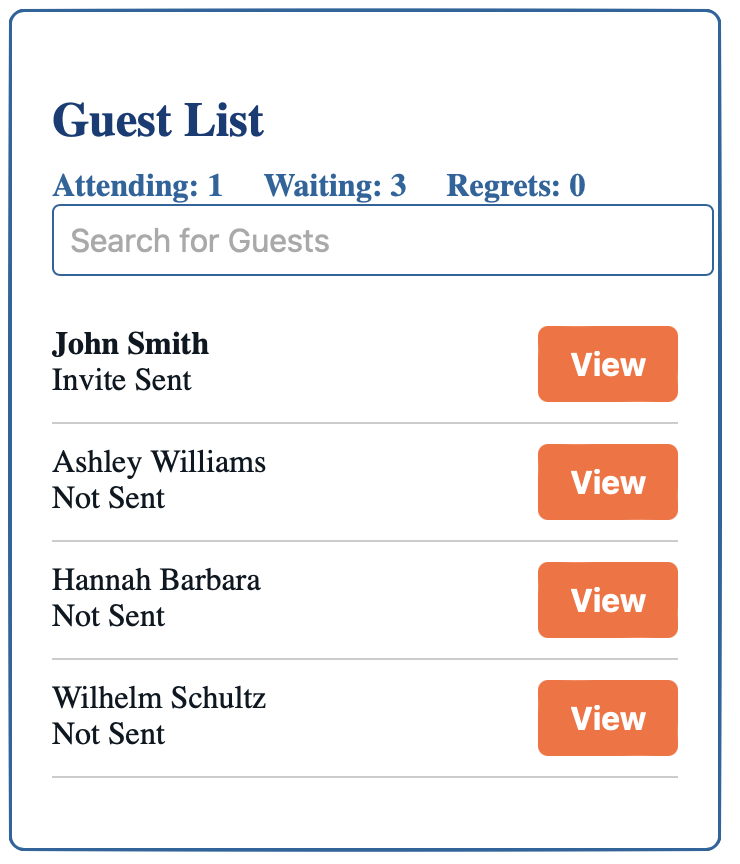 Guest List
Attending: 1 Waiting: 3 Regrets: 0
Search for Guests
John Smith
Invite Sent
View
Ashley Williams
Not Sent
View
Hannah Barbara
Not Sent
View
Wilhelm Schultz
Not Sent
View